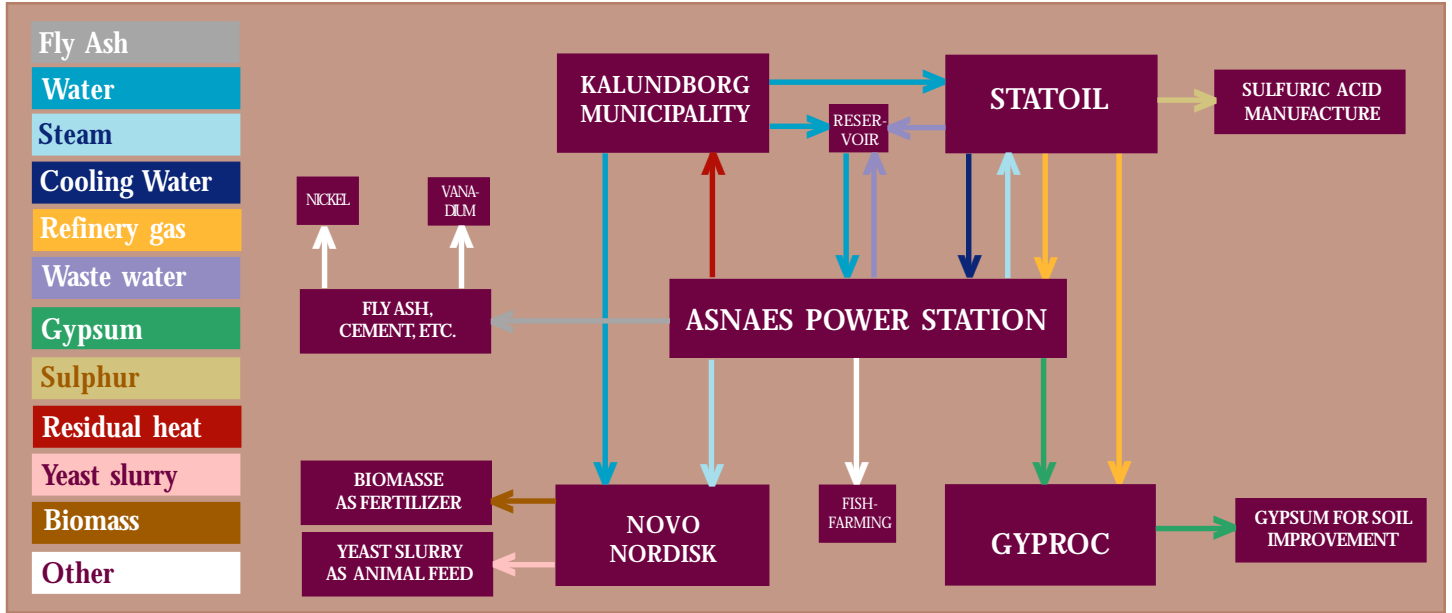 Fly Ash
Water
Steam
Cooling Water
Refinery gas
Waste water
Gypsum
Sulphur
Residual heat
Yeast slurry
Biomass
Other
KALUNDBORG
MUNICIPALITY
STATOIL
SULFURIC ACID
MANUFACTURE
RESER-
VOIR
NICKEL
VANA-
DIUM
FLY ASH,
CEMENT, ETC.
ASNAES POWER STATION
BIOMASSE
AS FERTILIZER
YEAST SLURRY
AS ANIMAL FEED
NOVO
NORDISK
FISH-
FARMING
GYPROC
GYPSUM FOR SOIL
IMPROVEMENT